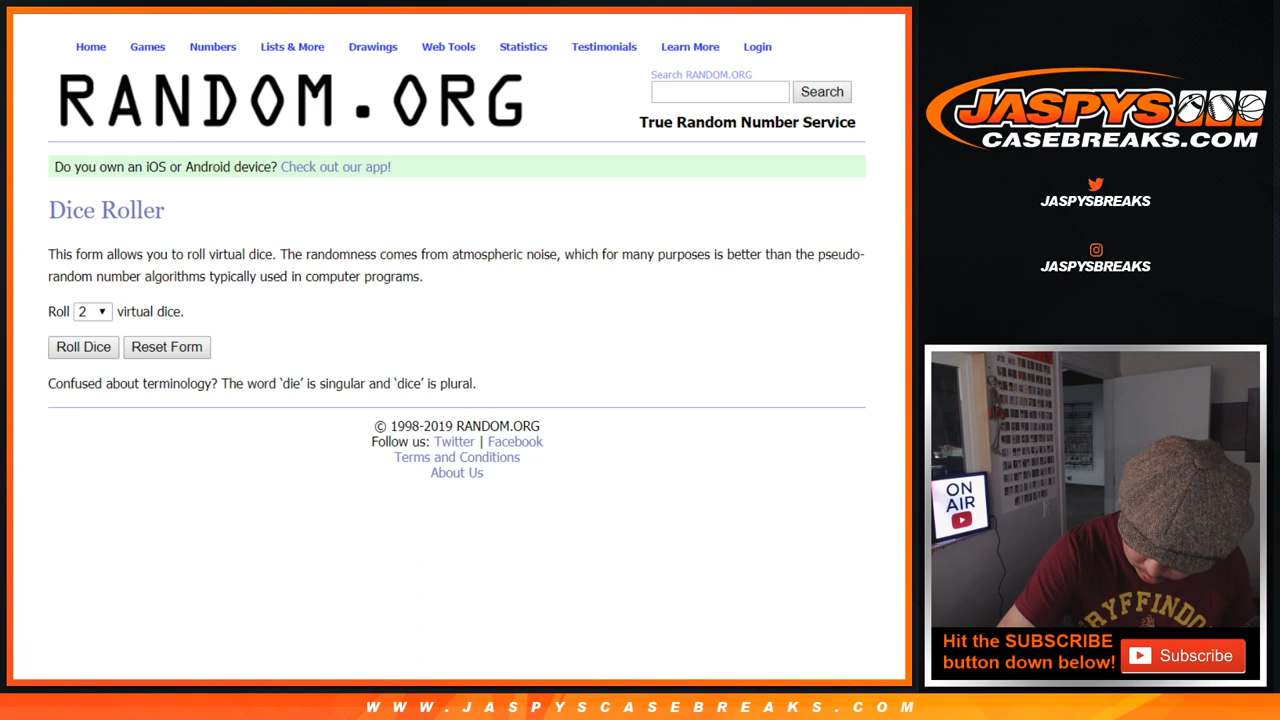 Home Games Numbers Lists & More Drawings Web Tools Statistics Testimonials Learn More Login
RANDOM.ORG
Search RANDOM.ORG
Search
True Random Number Service
Do you own an iOS or Android device? Check out our app!
Dice Roller
This form allows you to roll virtual dice. The randomness comes from atmospheric noise, which for many purposes is better than the pseudo-
random number algorithms typically used in computer programs.
Roll 2 virtual dice.
Roll Dice Reset Form
Confused about terminology? The word ‘die’ is singular and ‘dice’ is plural.
© 1998-2019 RANDOM.ORG
Follow us: Twitter | Facebook
Terms and Conditions
About Us
JASPYS
CASEBREAKS.COM
JASPYSBREAKS
JASPYSBREAKS
ON
AIR
RYFFINDO
Hit the SUBSCRIBE
button down below!
Subscribe
WWW.JASPYSCASEBREAKS.COM